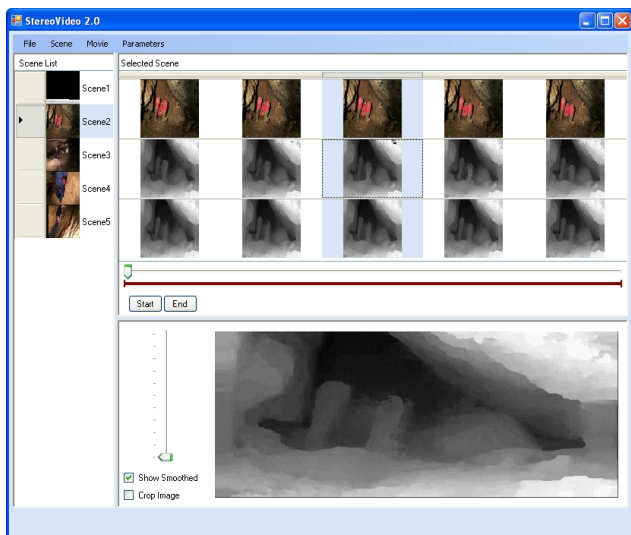 StereoVideo 2.0
File Scene Movie Parameters
Scene List
Selected Scene
Scene1
Scene2
Scene3
Scene4
Scene5
Start End
Show Smoothed
Crop Image